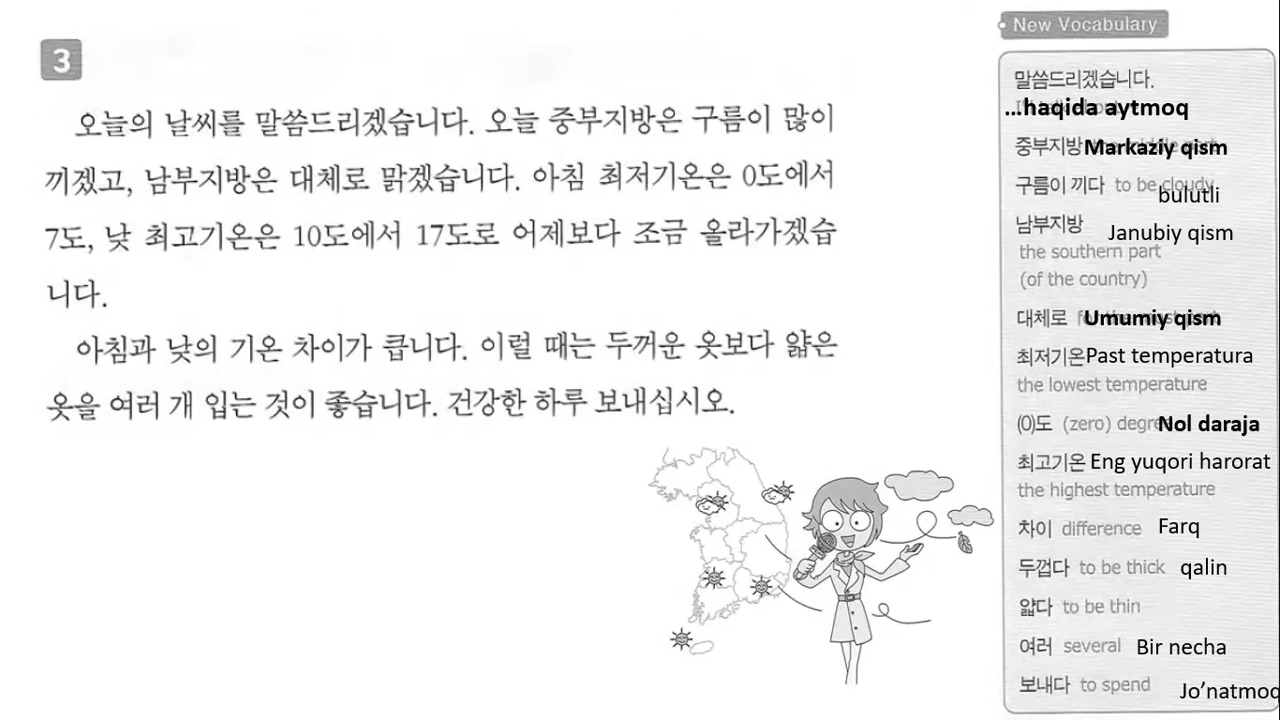 3
오늘의 날씨를 말씀드리겠습니다. 오늘 중부지방은 구름이 많이
끼겠고, 남부지방은 대체로 맑겠습니다. 아침 최저기온은 0도에서
7도, 낮 최고기온은 10도에서 17도로 어제보다 조금 올라가겠습
니다.
아침과 낮의 기온 차이가 큽니다. 이럴 때는 두꺼운 옷보다 얇은
옷을 여러 개 입는 것이 좋습니다. 건강한 하루 보내십시오.
New Vocabulary
말씀드리겠습니다.
...haqida aytmoq
중부지방 Markaziy qism
구름이 끼다 to be cloudy bulutli
남부지방 Janubiy qism
the southern part
(of the country)
대체로 Umumiy qism
최저기온 Past temperatura
the lowest temperature
(0)도 (zero) degree Nol daraja
최고기온 Eng yuqori harorat
the highest temperature
차이 difference Farq
두껍다 to be thick qalin
얇다 to be thin
여러 several Bir necha
보내다 to spend Jo’natmoq